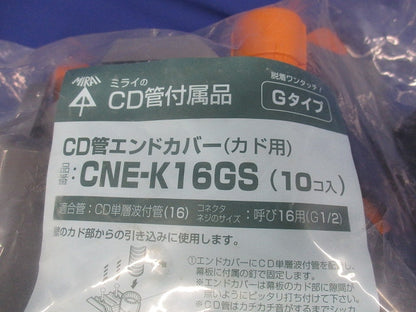 MIRAI
ミライの
CD管付属品
脱着ワンタッチ!
Gタイプ
CD管エンドカバー(カド用)
品番: CNE-K16GS (10コ入)
適合管:CD単層波付管(16) コネクタネジのサイズ:呼び16用(G1/2)
のカド部からの引き込みに使用します。
①エンドカバーにCD単層波付管を
幕板に付属の釘で固定します。
※エンドカバーは幕板のカド部に隙間が
無いようにピッタリ打ち付けて下さい。
※CD管はカチカチ音がするまでシッカ